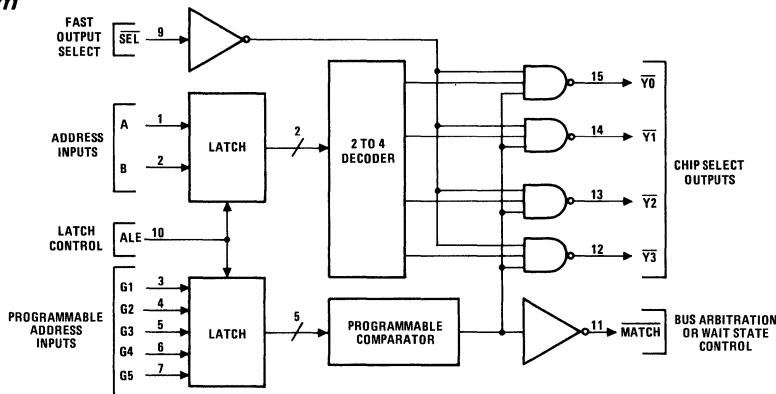 m
FAST
OUTPUT
SELECT
SEL
9
ADDRESS
INPUTS
A
1
B
2
LATCH
2
2 TO 4
DECODER
15
Y0
14
Y1
13
Y2
12
Y3
CHIP SELECT
OUTPUTS
LATCH
CONTROL
ALE
10
PROGRAMMABLE
ADDRESS
INPUTS
G1
3
G2
4
G3
5
G4
6
G5
7
LATCH
5
PROGRAMMABLE
COMPARATOR
11
MATCH
BUS ARBITRATION
OR WAIT STATE
CONTROL